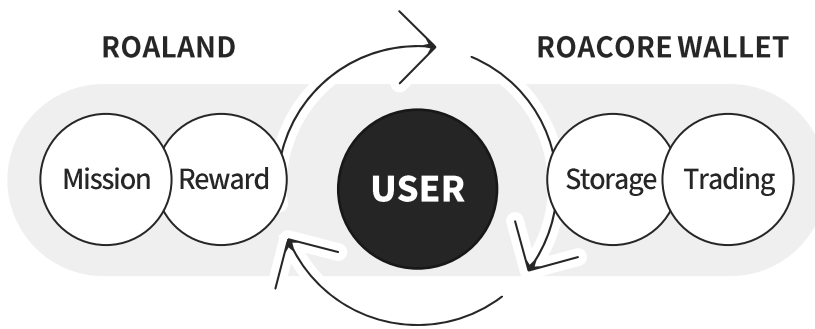 ROALAND
ROACORE WALLET
Mission
Reward
USER
Storage
Trading